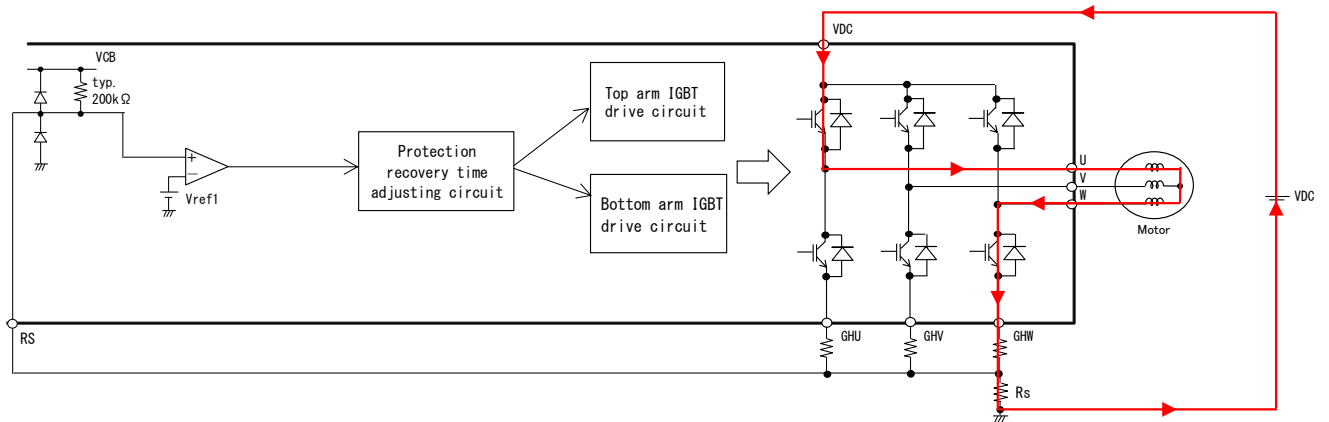 VDC
VCB
typ.
200kΩ
Top arm IGBT
drive circuit
Protection
recovery time
adjusting circuit
Bottom arm IGBT
drive circuit
+
−
Vref1
U
V
W
Motor
VDC
RS
GHU
GHV
GHW
Rs